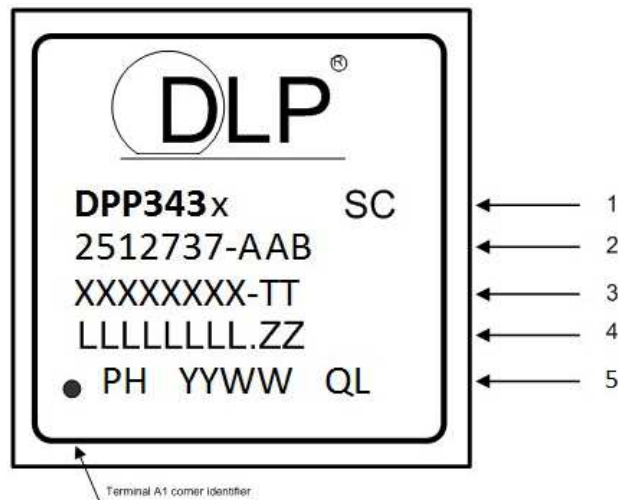 DLP®
DPP343x SC 1
2512737-AAB 2
XXXXXXXX-TT 3
LLLLLLLL.ZZ 4
PH YYWW QL 5
Terminal A1 corner identifier